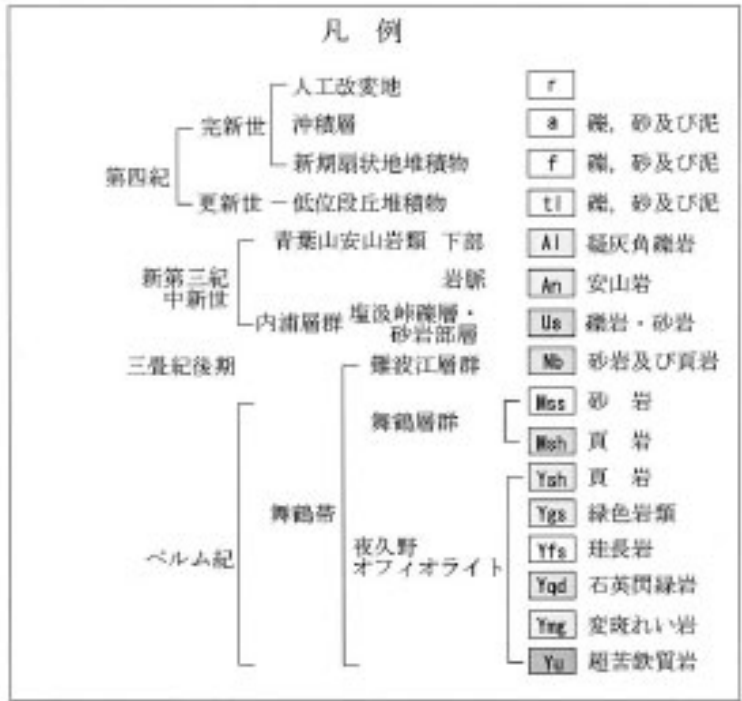 凡 例
人工改変地 r
完新世 沖積層 a 礫，砂及び泥
新期扇状地堆積物 f 礫，砂及び泥
第四紀
更新世 低位段丘堆積物 tl 礫，砂及び泥
青葉山安山岩類 下部 Al 凝灰角礫岩
新第三紀
中新世
岩脈 An 安山岩
内浦層群 塩汲峠礫層・
砂岩部層 Us 礫岩・砂岩
三畳紀後期 難波江層群 Nb 砂岩及び頁岩
舞鶴層群 Mss 砂 岩
Msh 頁 岩
Ysh 頁 岩
舞鶴帯 Ygs 緑色岩類
ペルム紀 夜久野
オフィオライト Yfs 珪長岩
Yqd 石英閃緑岩
Ymg 変斑れい岩
Yu 超苦鉄質岩